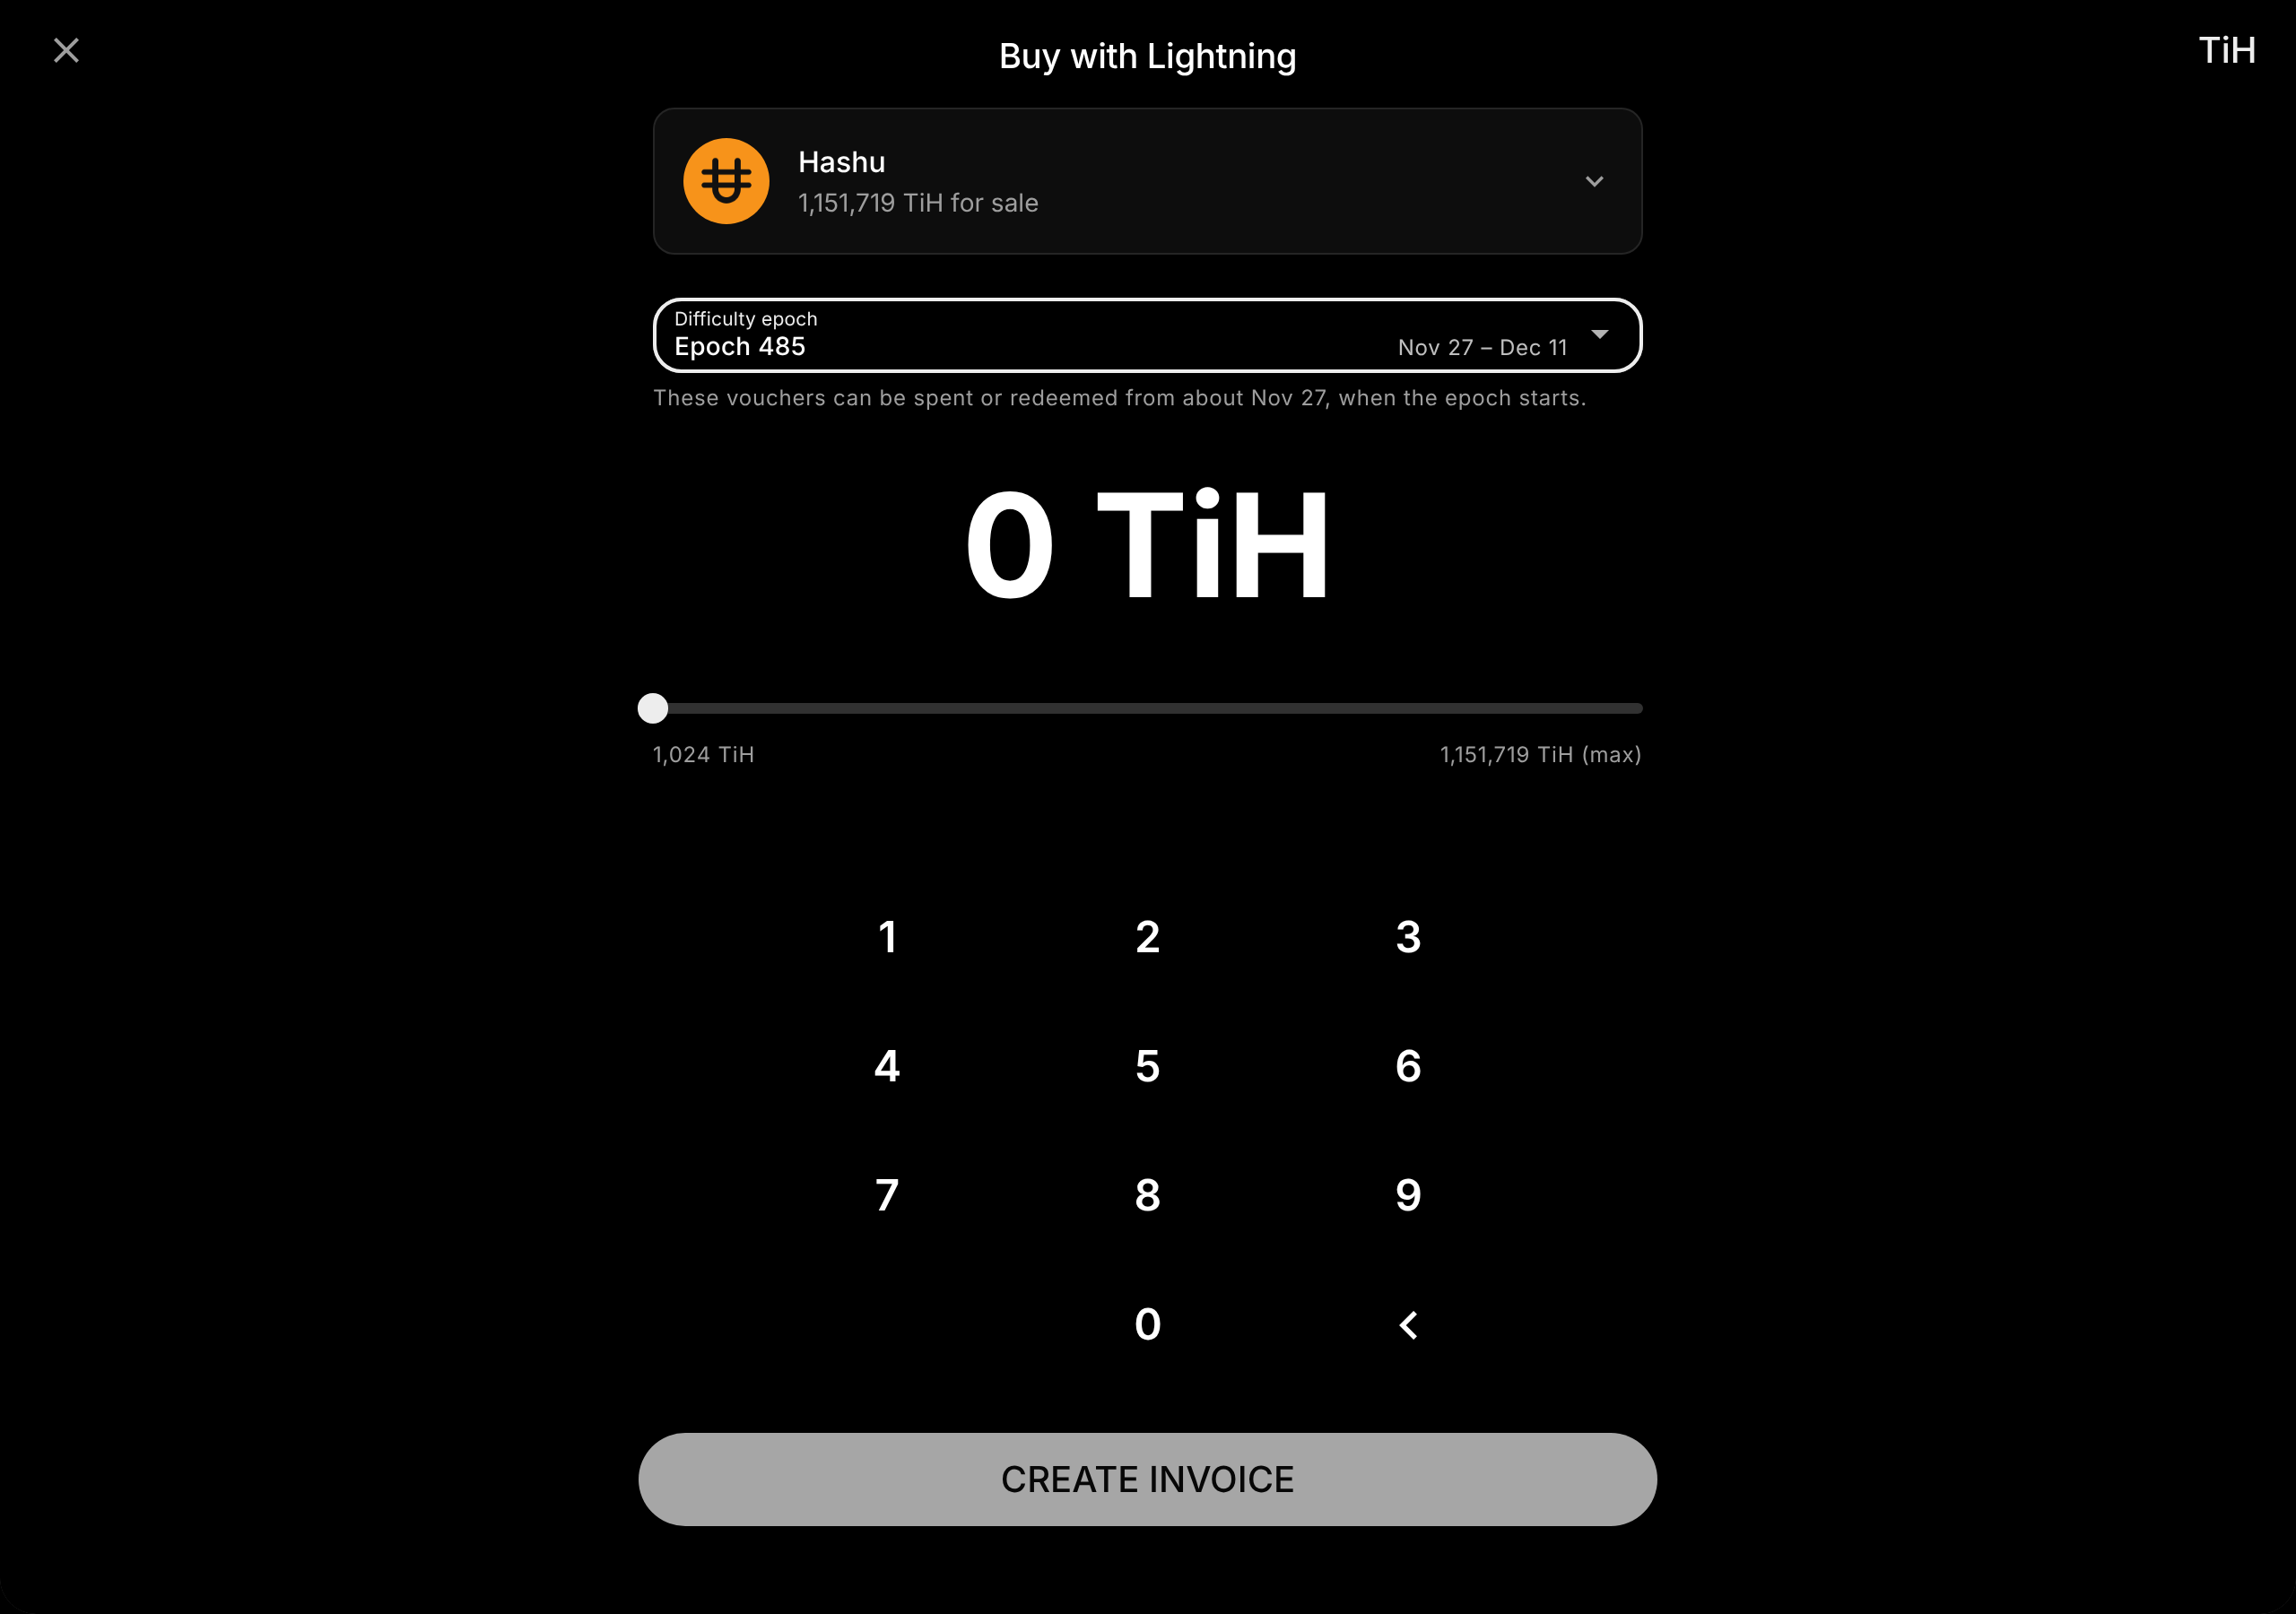 Buy with Lightning
TiH
Hashu
1,151,719 TiH for sale
Difficulty epoch
Epoch 485
Nov 27 – Dec 11
These vouchers can be spent or redeemed from about Nov 27, when the epoch starts.
0 TiH
1,024 TiH
1,151,719 TiH (max)
1 2 3
4 5 6
7 8 9
0
CREATE INVOICE